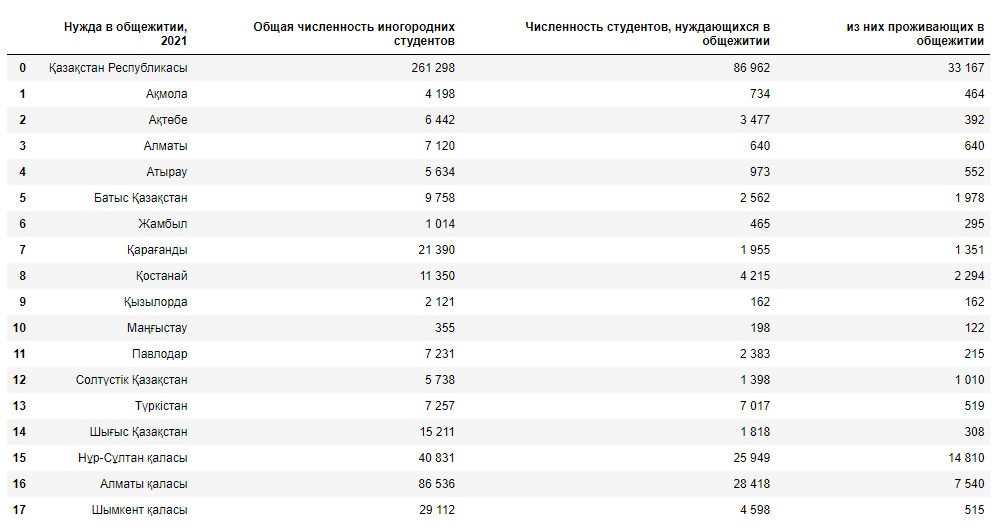 Нужда в общежитии, 2021 Общая численность иногородних студентов Численность студентов, нуждающихся в общежитии из них проживающих в общежитии
0 Қазақстан Республикасы 261 298 86 962 33 167
1 Ақмола 4 198 734 464
2 Ақтөбе 6 442 3 477 392
3 Алматы 7 120 640 640
4 Атырау 5 634 973 552
5 Батыс Қазақстан 9 758 2 562 1 978
6 Жамбыл 1 014 465 295
7 Қарағанды 21 390 1 955 1 351
8 Қостанай 11 350 4 215 2 294
9 Қызылорда 2 121 162 162
10 Маңғыстау 355 198 122
11 Павлодар 7 231 2 383 215
12 Солтүстік Қазақстан 5 738 1 398 1 010
13 Түркістан 7 257 7 017 519
14 Шығыс Қазақстан 15 211 1 818 308
15 Нұр-Сұлтан қаласы 40 831 25 949 14 810
16 Алматы қаласы 86 536 28 418 7 540
17 Шымкент қаласы 29 112 4 598 515